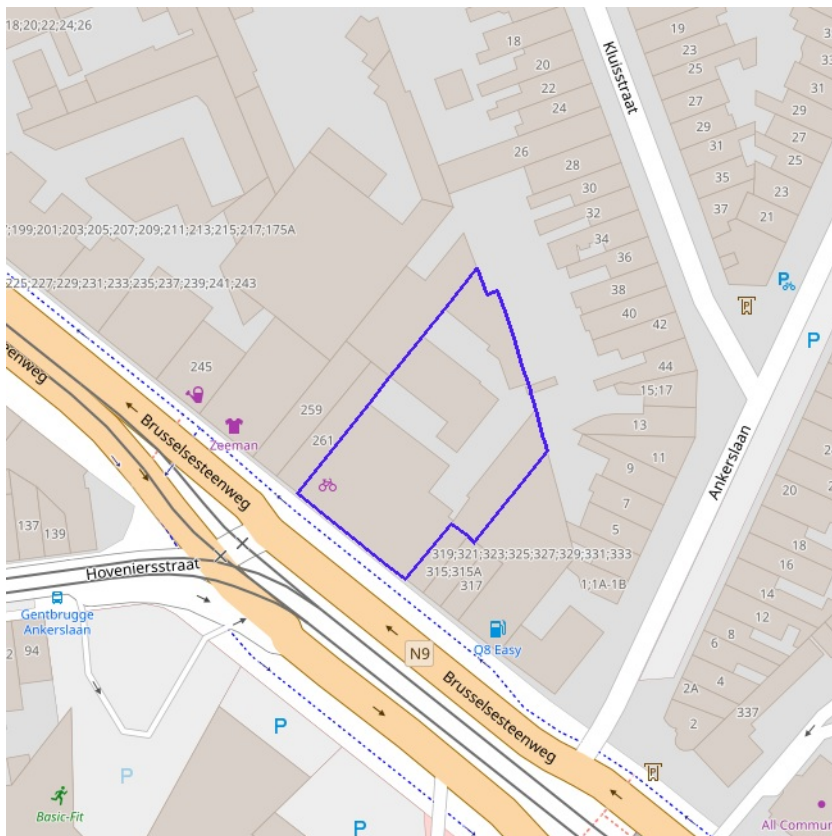 18;20;22;24;26
18
20
22
24
26
28
30
32
34
36
38
40
42
44
15;17
13
11
9
7
5
1;1A-1B
Kluisstraat
19
23
25
27
29
31
35
37
31
29
27
25
23
21
P
P
P
;199;201;203;205;207;209;211;213;215;217;175A
225;227;229;231;233;235;237;239;241;243
245
Zeeman
259
261
Brusselsesteenweg
319;321;323;325;327;329;331;333
315;315A
317
Q8 Easy
N9
Brusselsesteenweg
Ankerslaan
137
139
Hoveniersstraat
Gentbrugge
Ankerslaan
94
P
P
P
Basic-Fit
20
18
16
14
12
8
6
4
2A
2
337
P